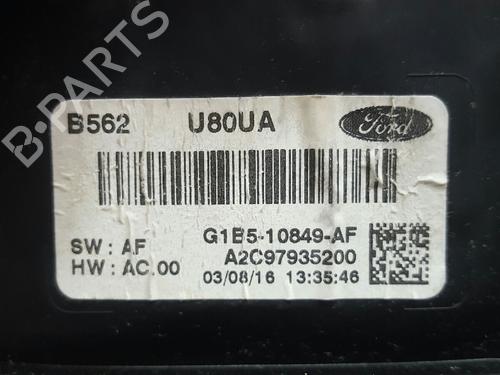 B-PARTS
B562 U80UA Ford
G1B5-10849-AF
SW : AF A2C97935200
HW : AC.00 03/08/16 13:35:46